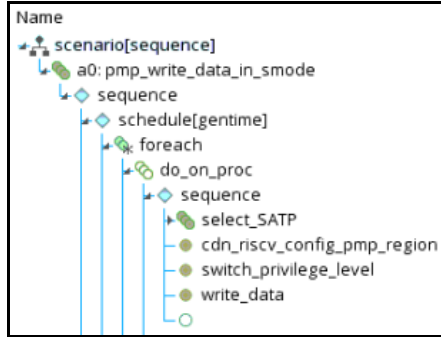 Name
scenario[sequence]
a0: pmp_write_data_in_smode
sequence
schedule[gentime]
foreach
do_on_proc
sequence
select_SATP
cdn_riscv_config_pmp_region
switch_privilege_level
write_data